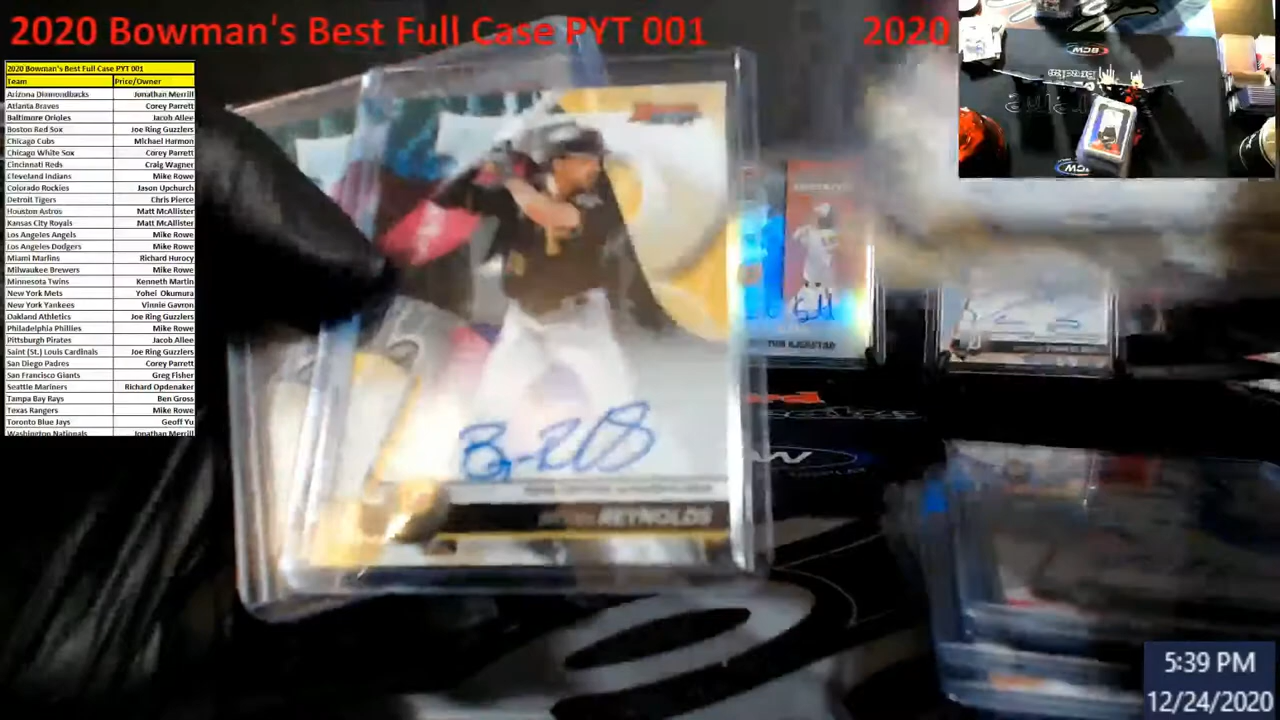 2020 Bowman's Best Full Case PYT 001
2020
2020 Bowman's Best Full Case PYT 001
Team Price/Owner
Arizona Diamondbacks Jonathan Merrill
Atlanta Braves Corey Parrett
Baltimore Orioles Jacob Allee
Boston Red Sox Joe Ring Guzzlers
Chicago Cubs Michael Harmon
Chicago White Sox Corey Parrett
Cincinnati Reds Craig Wagner
Cleveland Indians Mike Rowe
Colorado Rockies Jason Upchurch
Detroit Tigers Chris Pierce
Houston Astros Matt McAllister
Kansas City Royals Matt McAllister
Los Angeles Angels Mike Rowe
Los Angeles Dodgers Mike Rowe
Miami Marlins Richard Hurocy
Milwaukee Brewers Mike Rowe
Minnesota Twins Kenneth Martin
New York Mets Yohei Okumura
New York Yankees Vinnie Gavron
Oakland Athletics Joe Ring Guzzlers
Philadelphia Phillies Mike Rowe
Pittsburgh Pirates Jacob Allee
Saint (St.) Louis Cardinals Joe Ring Guzzlers
San Diego Padres Corey Parrett
San Francisco Giants Greg Fisher
Seattle Mariners Richard Opdenaker
Tampa Bay Rays Ben Gross
Texas Rangers Mike Rowe
Toronto Blue Jays Geoff Yu
Washington Nationals Jonathan Merrill
REYNOLDS
5:39 PM
12/24/2020